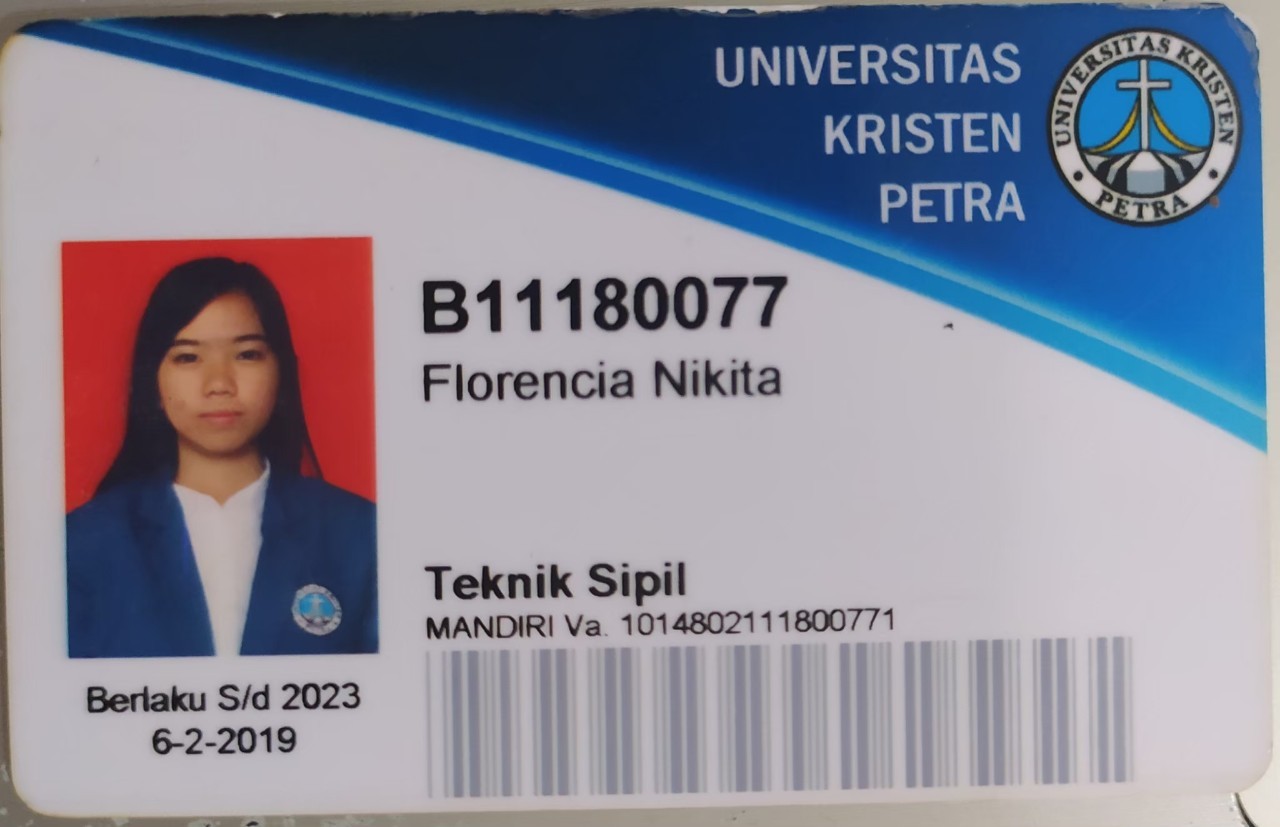 UNIVERSITAS
KRISTEN
PETRA
UNIVERSITAS KRISTEN
PETRA
B11180077
Florencia Nikita
Teknik Sipil
MANDIRI Va. 1014802111800771
Berlaku S/d 2023
6-2-2019